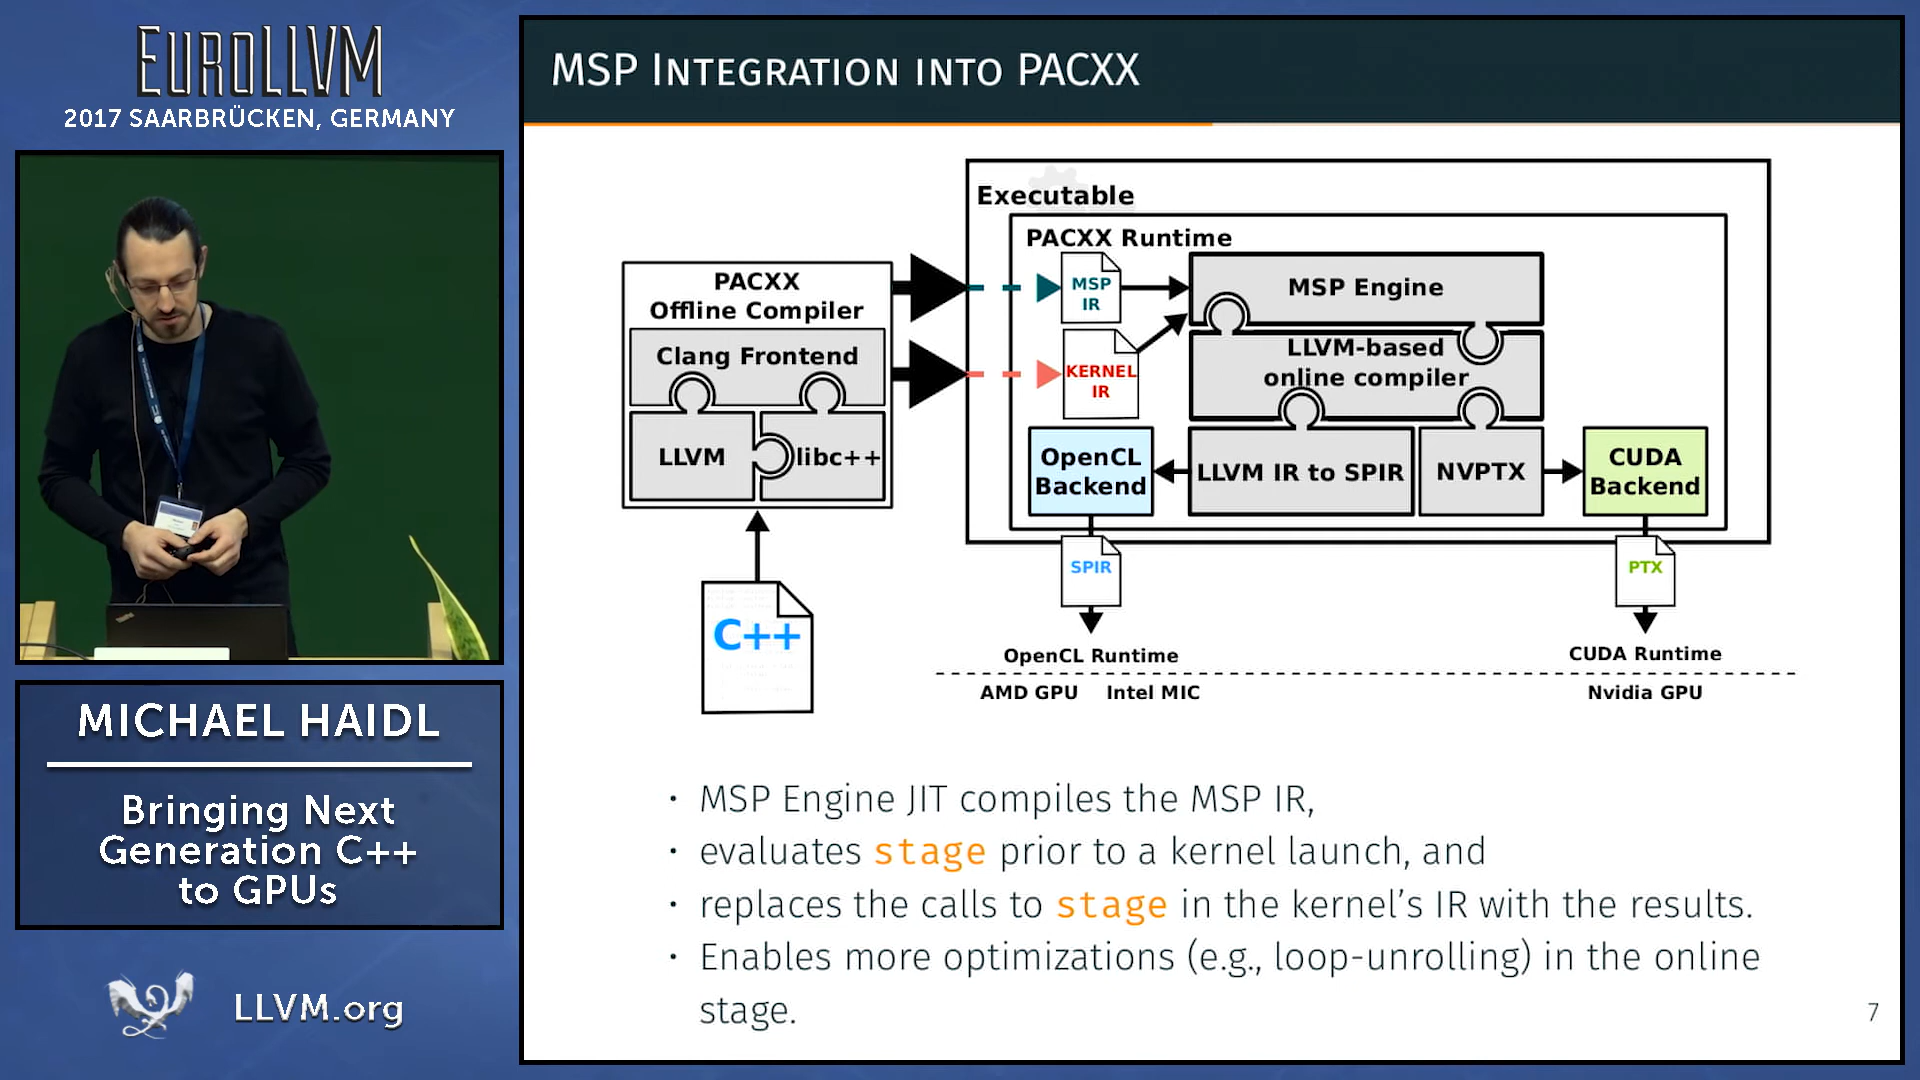 EUROLLVM
2017 SAARBRÜCKEN, GERMANY
MICHAEL HAIDL
Bringing Next
Generation C++
to GPUs
LLVM.org
MSP INTEGRATION INTO PACXX
Executable
PACXX Runtime
PACXX
Offline Compiler
Clang Frontend
LLVM
libc++
C++
MSP
IR
KERNEL
IR
MSP Engine
LLVM-based
online compiler
OpenCL
Backend
LLVM IR to SPIR
NVPTX
CUDA
Backend
SPIR
PTX
OpenCL Runtime
CUDA Runtime
AMD GPU Intel MIC
Nvidia GPU
· MSP Engine JIT compiles the MSP IR,
· evaluates stage prior to a kernel launch, and
· replaces the calls to stage in the kernel's IR with the results.
· Enables more optimizations (e.g., loop-unrolling) in the online
stage.
7